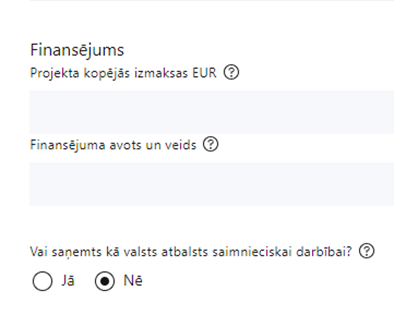 Finansējums
Projekta kopējās izmaksas EUR ?
Finansējuma avots un veids ?
Vai saņemts kā valsts atbalsts saimnieciskai darbībai? ?
Jā Nē